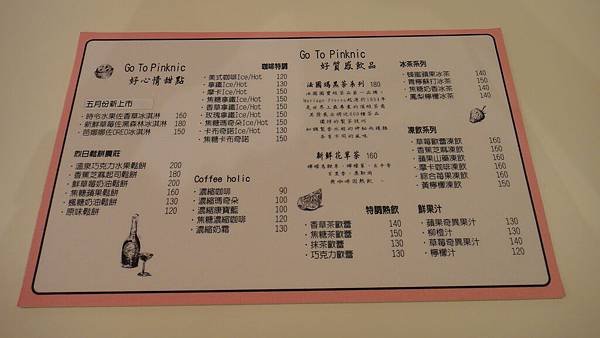 Go To Pinknic
好心情甜點
五月份新上市
・時令水果佐香草冰淇淋 160
・新鮮草莓佐黑森林冰淇淋 180
・芭娜娜佐OREO冰淇淋 150
烈日鬆餅農莊
・溫泉巧克力水果鬆餅 200
・香蕉芝麻起司鬆餅 180
・鮮草莓奶油鬆餅 200
・焦糖蘋果鬆餅 160
・楓糖奶油鬆餅 130
・原味鬆餅 120
咖啡特調
・美式咖啡Ice/Hot 120
・拿鐵Ice/Hot 130
・摩卡Ice/Hot 150
・焦糖拿鐵Ice/Hot 150
・香草拿鐵Ice/Hot 150
・玫瑰拿鐵Ice/Hot 150
・焦糖瑪奇朵Ice/Hot 150
・卡布奇諾Ice/Hot 130
・焦糖卡布奇諾 150
Coffee holic
・濃縮咖啡 90
・濃縮瑪奇朵 100
・濃縮康寶藍 100
・焦糖濃縮咖啡 120
・濃縮奶霜 130
Go To Pinknic
好質感飲品
法國瑪黑茶系列 180
新鮮花草茶 160
特調熱飲
・香草茶歐蕾 140
・焦糖茶歐蕾 150
・抹茶歐蕾 130
・巧克力歐蕾 130
冰茶系列
・蜂蜜蘋果冰茶 140
・青檸蘇打冰茶 150
・焦糖奶香冰茶 150
・鳳梨檸檬冰茶 140
凍飲系列
・草莓歐蕾凍飲 160
・香蕉芝麻凍飲 160
・蘋果山藥凍飲 160
・摩卡咖啡凍飲 160
・綜合莓果凍飲 160
・黃檸檬凍飲 150
鮮果汁
・蘋果奇異果汁 130
・柳橙汁 130
・草莓奇異果汁 140
・檸檬汁 120